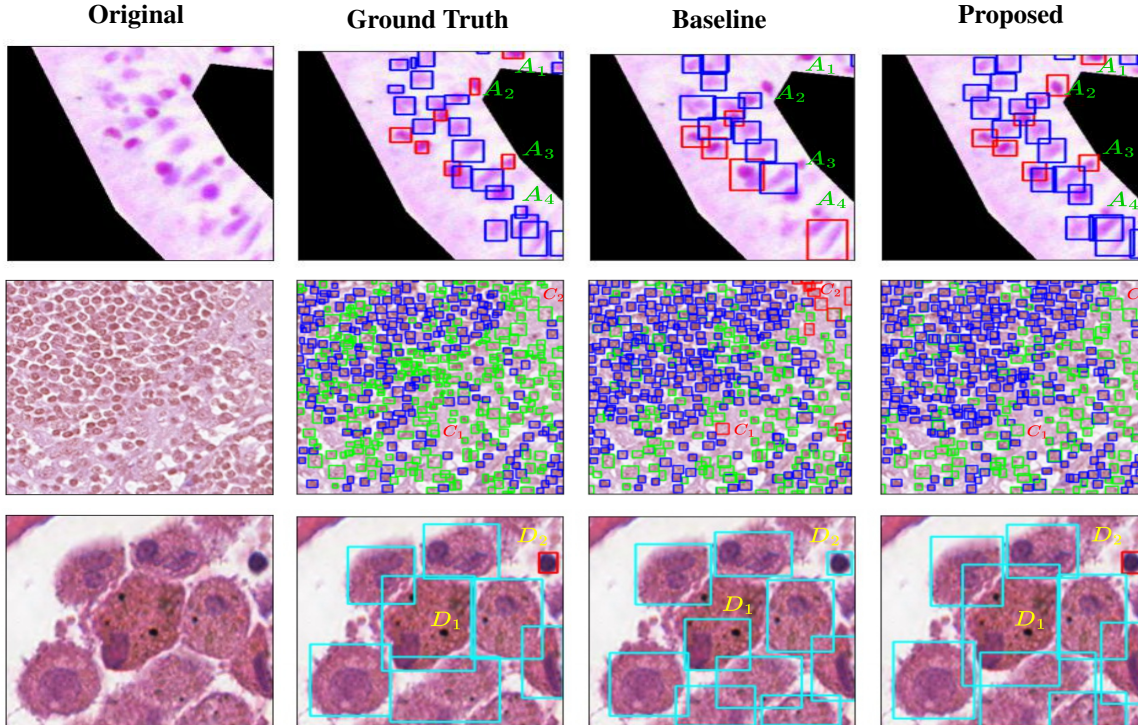 Original Ground Truth Baseline Proposed
A₁ A₁ A₁
A₂ A₂ A₂
A₃ A₃ A₃
A₄ A₄ A₄
C₂ C₂ C
C₁ C₁ C₁
D₂ D₂ D₂
D₁ D₁ D₁